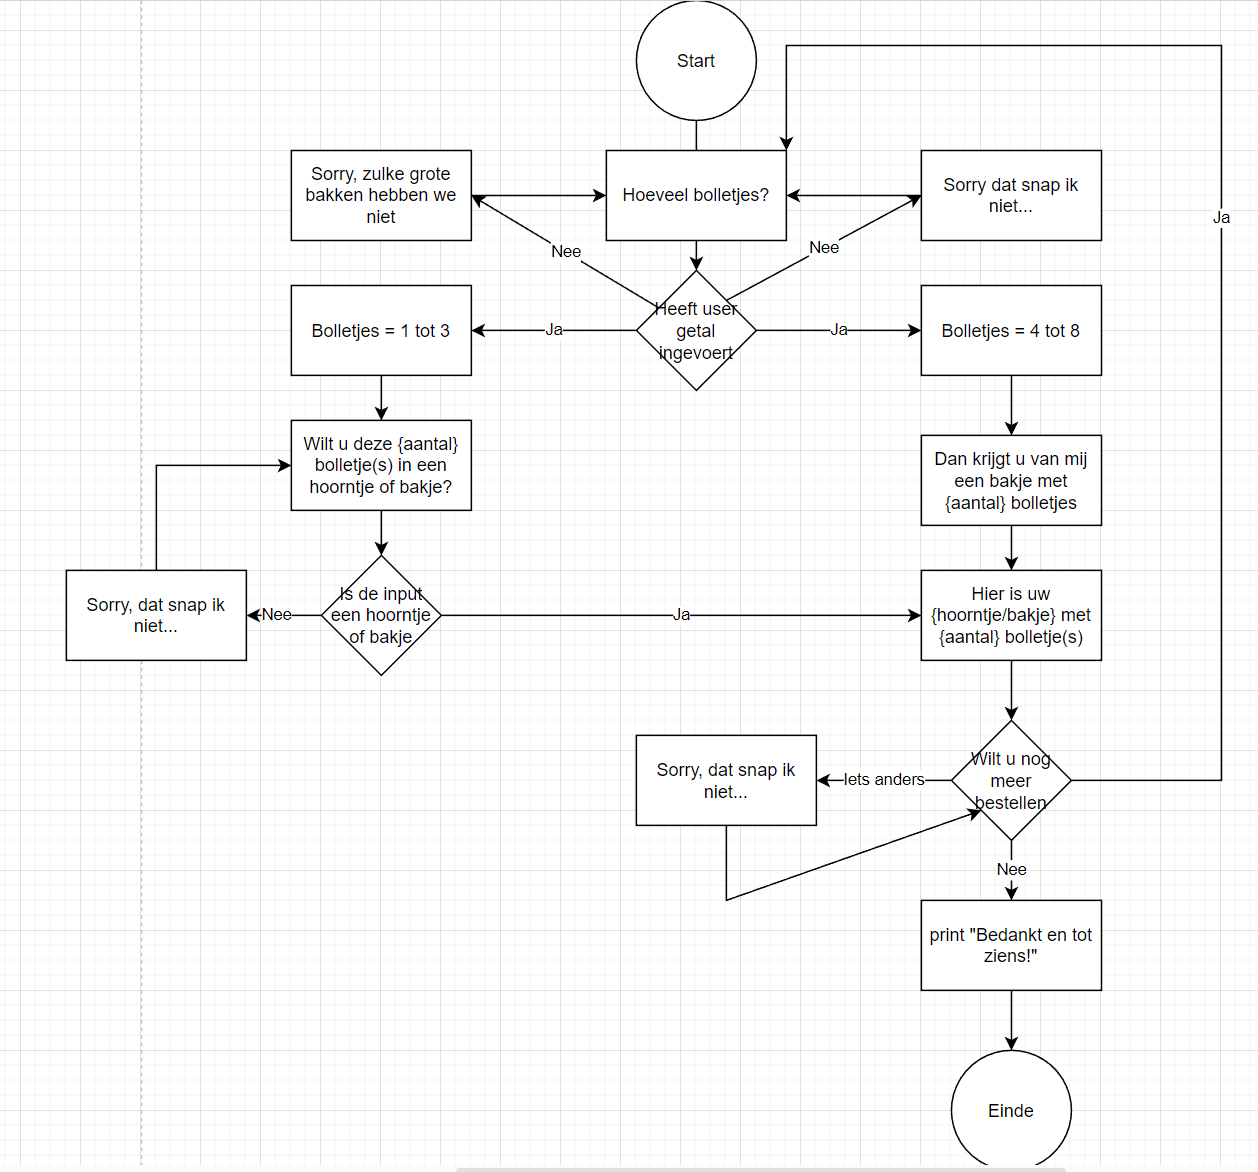 Start
Sorry, zulke grote
bakken hebben we
niet
Hoeveel bolletjes?
Sorry dat snap ik
niet...
Ja
Nee
Nee
Heeft user
getal
ingevoert
Bolletjes = 1 tot 3
Ja
Ja
Bolletjes = 4 tot 8
Wilt u deze {aantal}
bolletje(s) in een
hoorntje of bakje?
Dan krijgt u van mij
een bakje met
{aantal} bolletjes
Sorry, dat snap ik
niet...
Nee
Is de input
een hoorntje
of bakje
Ja
Hier is uw
{hoorntje/bakje} met
{aantal} bolletje(s)
Sorry, dat snap ik
niet...
Iets anders
Wilt u nog
meer
bestellen
Nee
print "Bedankt en tot
ziens!"
Einde